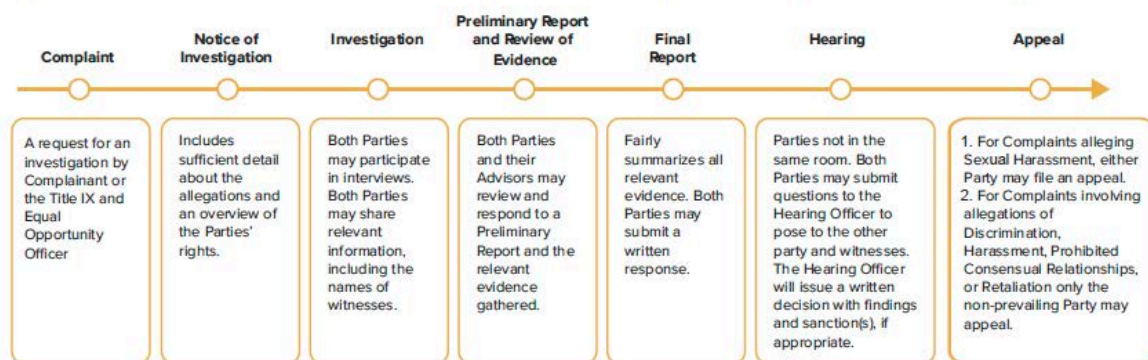 Complaint
Notice of
Investigation
Investigation
Preliminary Report
and Review of
Evidence
Final
Report
Hearing
Appeal
A request for an
investigation by
Complainant or
the Title IX and
Equal
Opportunity
Officer
Includes
sufficient detail
about the
allegations and
an overview of
the Parties'
rights.
Both Parties
may participate
in interviews.
Both Parties
may share
relevant
information,
including the
names of
witnesses.
Both Parties
and their
Advisors may
review and
respond to a
Preliminary
Report and the
relevant
evidence
gathered.
Fairly
summarizes all
relevant
evidence. Both
Parties may
submit a
written
response.
Parties not in the
same room. Both
Parties may submit
questions to the
Hearing Officer to
pose to the other
party and witnesses.
The Hearing Officer
will issue a written
decision with findings
and sanction(s), if
appropriate.
1. For Complaints alleging
Sexual Harassment, either
Party may file an appeal.
2. For Complaints involving
allegations of
Discrimination,
Harassment, Prohibited
Consensual Relationships,
or Retaliation only the
non-prevailing Party may
appeal.